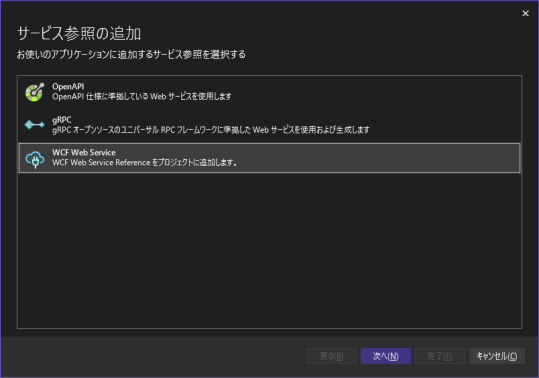 サービス参照の追加
お使いのアプリケーションに追加するサービス参照を選択する
OpenAPI
OpenAPI 仕様に準拠している Web サービスを使用します
gRPC
gRPC オープンソースのユニバーサル RPC フレームワークに準拠した Web サービスを使用および生成します
WCF Web Service
WCF Web Service Reference をプロジェクトに追加します。
戻る(B) 次へ(N) 完了(F) キャンセル(C)